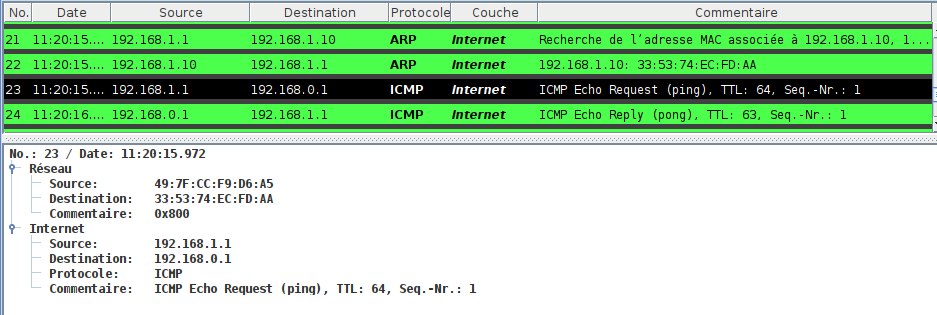 No. Date Source Destination Protocole Couche Commentaire
21 11:20:15.... 192.168.1.1 192.168.1.10 ARP Internet Recherche de l'adresse MAC associée à 192.168.1.10, 1...
22 11:20:15.... 192.168.1.10 192.168.1.1 ARP Internet 192.168.1.10: 33:53:74:EC:FD:AA
23 11:20:15.... 192.168.1.1 192.168.0.1 ICMP Internet ICMP Echo Request (ping), TTL: 64, Seq.-Nr.: 1
24 11:20:16.... 192.168.0.1 192.168.1.1 ICMP Internet ICMP Echo Reply (pong), TTL: 63, Seq.-Nr.: 1
No.: 23 / Date: 11:20:15.972
Réseau
Source: 49:7F:CC:F9:D6:A5
Destination: 33:53:74:EC:FD:AA
Commentaire: 0x800
Internet
Source: 192.168.1.1
Destination: 192.168.0.1
Protocole: ICMP
Commentaire: ICMP Echo Request (ping), TTL: 64, Seq.-Nr.: 1